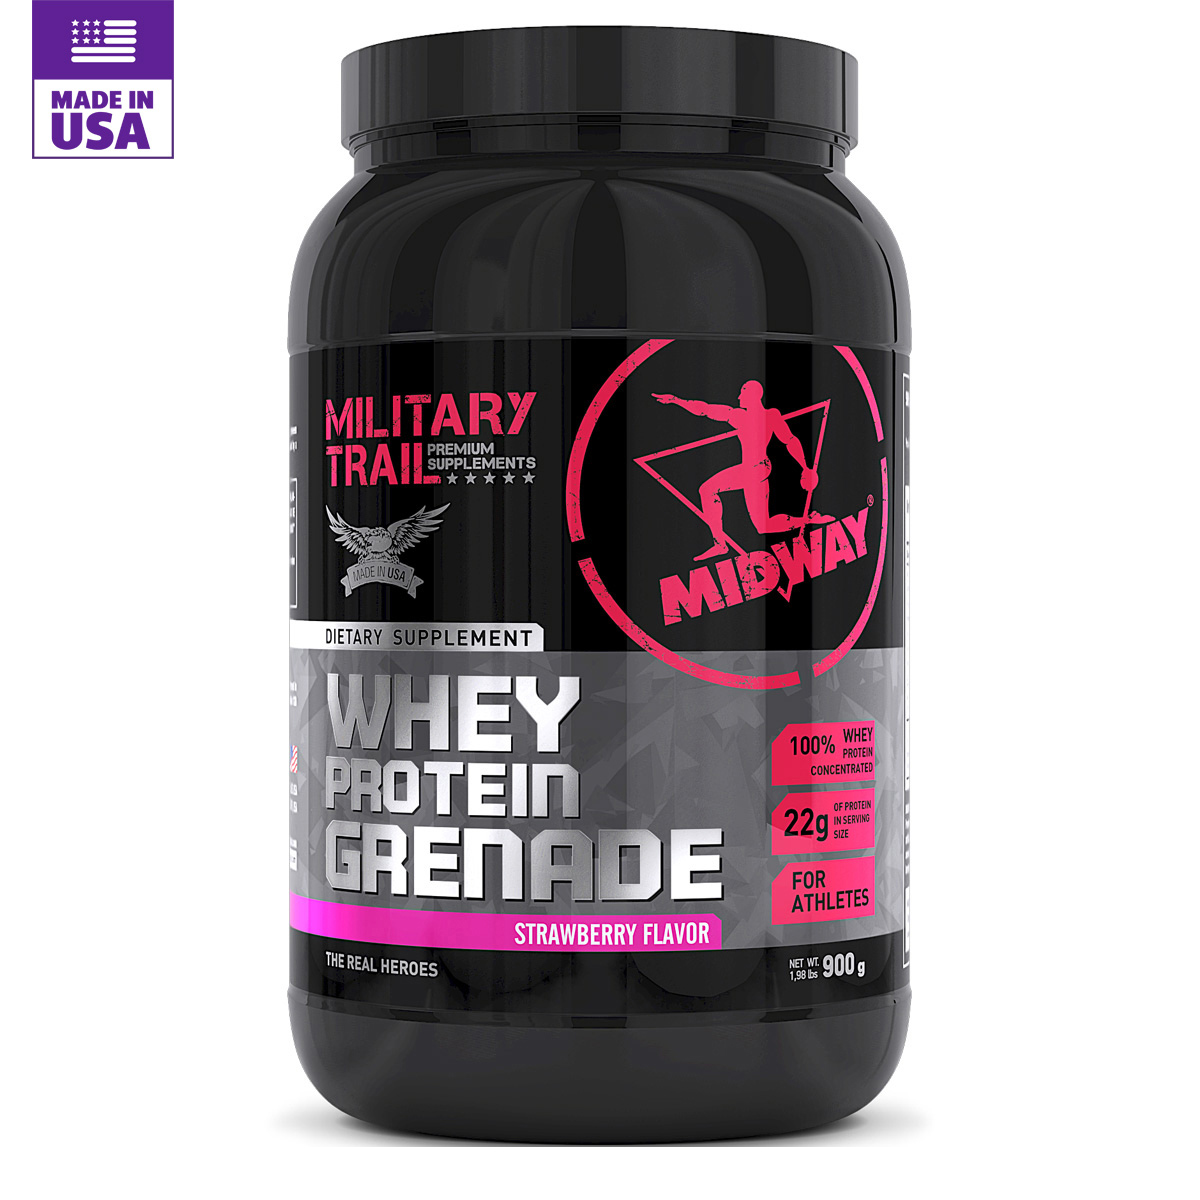 MADE IN
USA
MILITARY
TRAIL
PREMIUM
SUPPLEMENTS
MADE IN USA
MIDWAY®
DIETARY SUPPLEMENT
WHEY
PROTEIN
GRENADE
STRAWBERRY FLAVOR
THE REAL HEROES
100% WHEY
PROTEIN
CONCENTRATED
22g OF PROTEIN
IN SERVING
SIZE
FOR
ATHLETES
NET WT. 900g
1,98 lbs